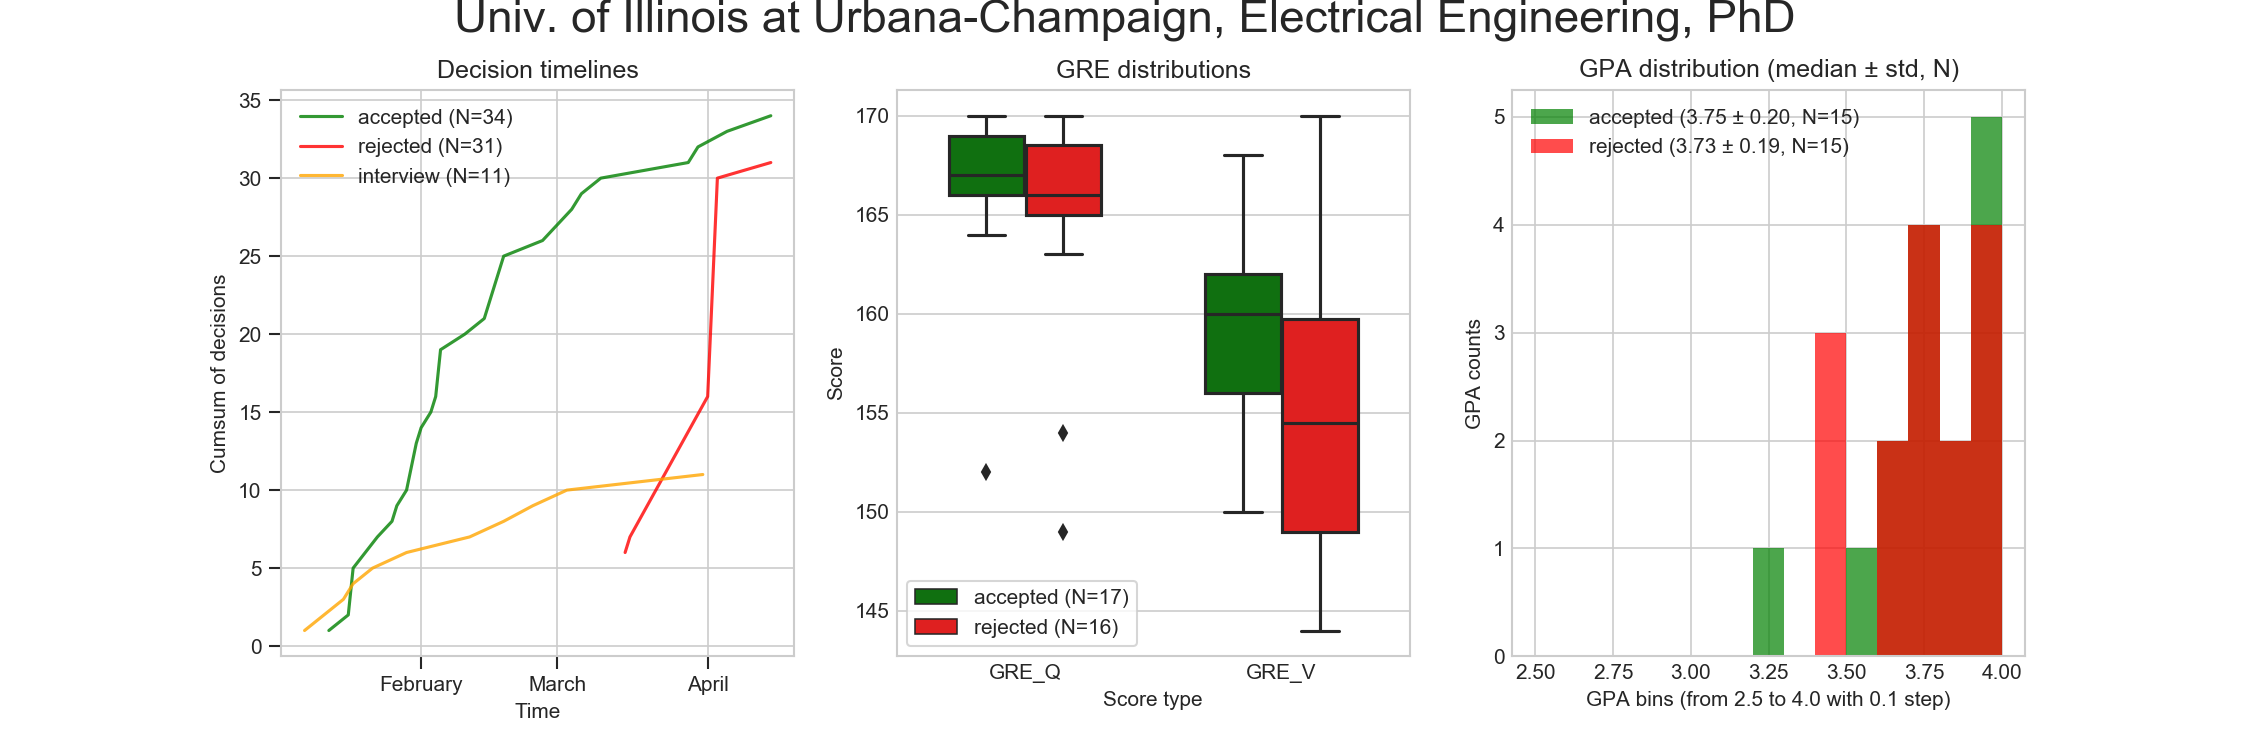 Univ. of Illinois at Urbana-Champaign, Electrical Engineering, PhD
Decision timelines
accepted (N=34)
rejected (N=31)
interview (N=11)
35
30
25
20
15
10
5
0
Cumsum of decisions
February
March
April
Time
GRE distributions
170
165
160
155
150
145
Score
accepted (N=17)
rejected (N=16)
GRE_Q
GRE_V
Score type
GPA distribution (median ± std, N)
accepted (3.75 ± 0.20, N=15)
rejected (3.73 ± 0.19, N=15)
5
4
3
2
1
0
GPA counts
2.50
2.75
3.00
3.25
3.50
3.75
4.00
GPA bins (from 2.5 to 4.0 with 0.1 step)